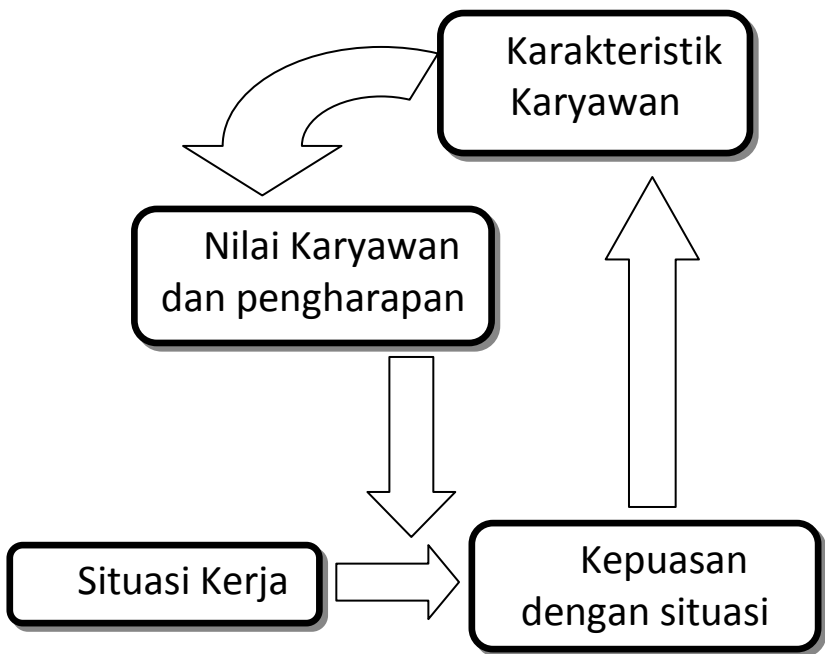 Karakteristik
Karyawan
Nilai Karyawan
dan pengharapan
Situasi Kerja
Kepuasan
dengan situasi